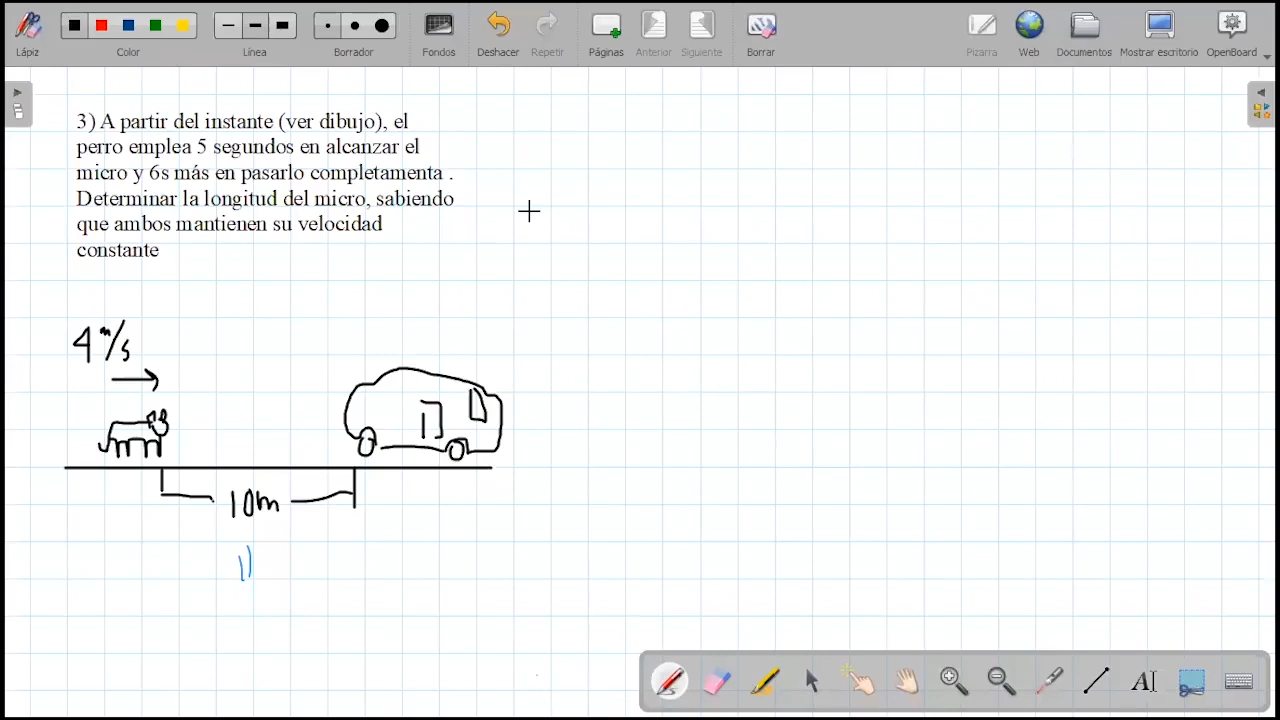 Lápiz
Color
Línea
Borrador
Fondos
Deshacer
Repetir
Páginas
Anterior
Siguiente
Borrar
Pizarra
Web
Documentos
Mostrar escritorio
OpenBoard
3) A partir del instante (ver dibujo), el
perro emplea 5 segundos en alcanzar el
micro y 6s más en pasarlo completamenta .
Determinar la longitud del micro, sabiendo
que ambos mantienen su velocidad
constante
4 m/s
10m